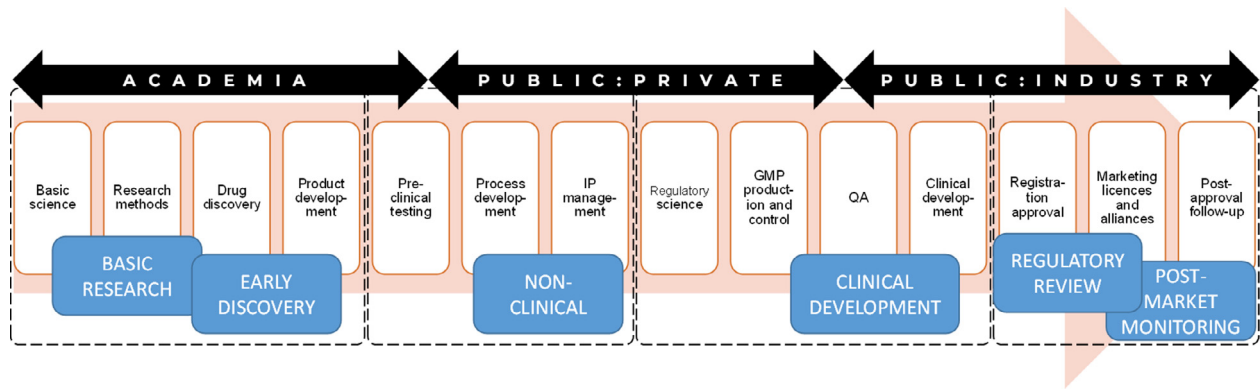 ACADEMIA
PUBLIC:PRIVATE
PUBLIC:INDUSTRY
Basic
science
Research
methods
Drug
discovery
Product
develop-
ment
Pre-
clinical
testing
Process
develop-
ment
IP
manage-
ment
Regulatory
science
GMP
product-
ion and
control
QA
Clinical
develop-
ment
Registra-
tion
approval
Marketing
licences
and
alliances
Post-
approval
follow-up
BASIC
RESEARCH
EARLY
DISCOVERY
NON-
CLINICAL
CLINICAL
DEVELOPMENT
REGULATORY
REVIEW
POST-
MARKET
MONITORING